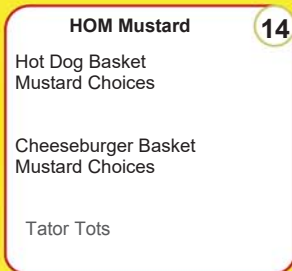 HOM Mustard
14
Hot Dog Basket
Mustard Choices
Cheeseburger Basket
Mustard Choices
Tator Tots